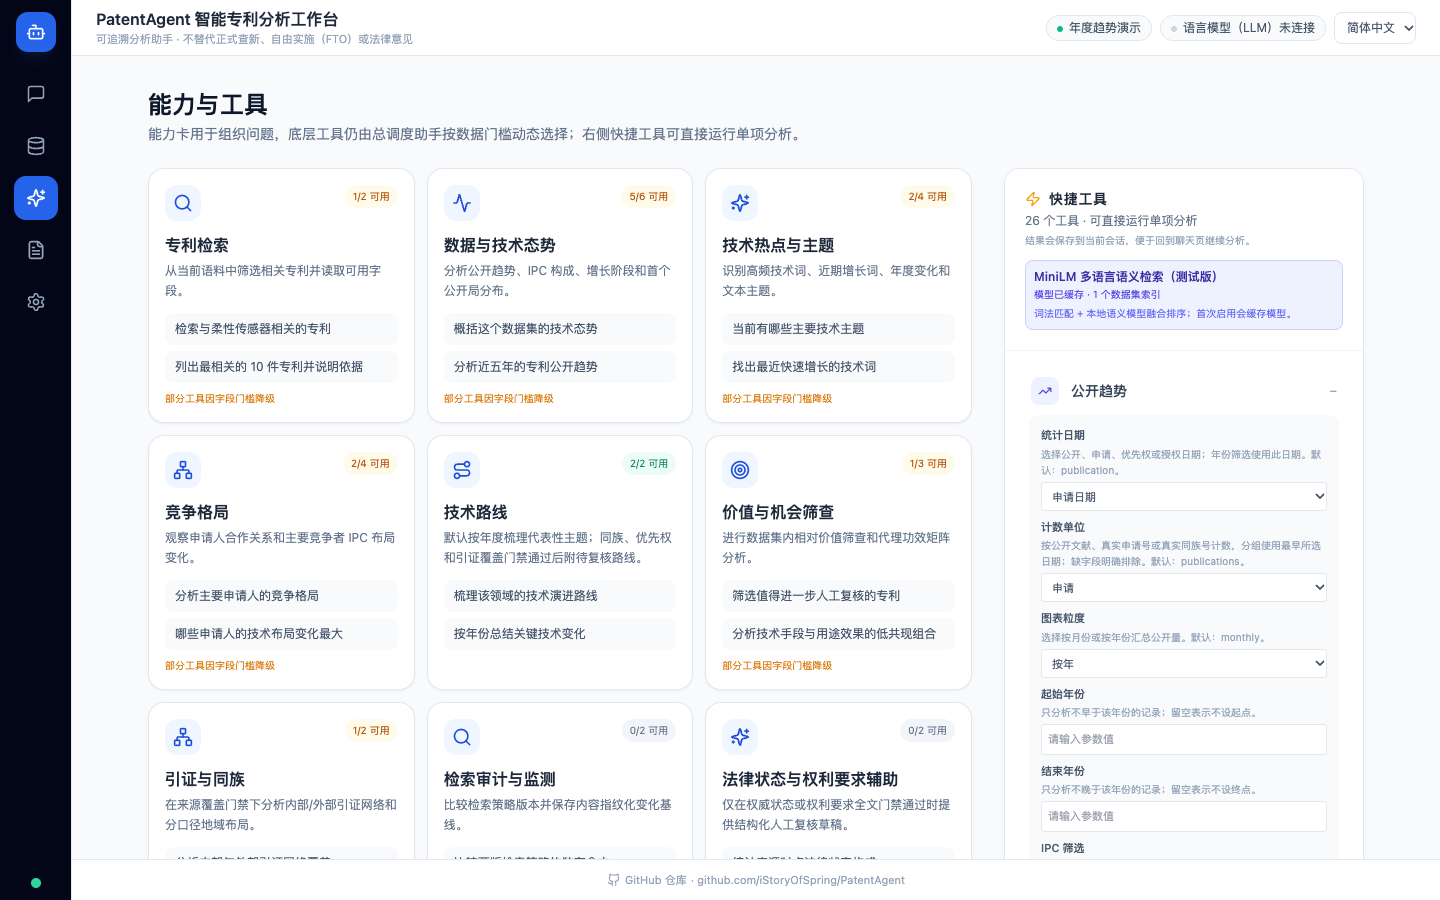 PatentAgent 智能专利分析工作台
可追溯分析助手 · 不替代正式查新、自由实施（FTO）或法律意见
年度趋势演示
语言模型（LLM）未连接
简体中文
能力与工具
能力卡用于组织问题，底层工具仍由总调度助手按数据门槛动态选择；右侧快捷工具可直接运行单项分析。
1/2 可用
专利检索
从当前语料中筛选相关专利并读取可用字
段。
检索与柔性传感器相关的专利
列出最相关的 10 件专利并说明依据
部分工具因字段门槛降级
5/6 可用
数据与技术态势
分析公开趋势、IPC 构成、增长阶段和首个
公开局分布。
概括这个数据集的技术态势
分析近五年的专利公开趋势
部分工具因字段门槛降级
2/4 可用
技术热点与主题
识别高频技术词、近期增长词、年度变化和
文本主题。
当前有哪些主要技术主题
找出最近快速增长的技术词
部分工具因字段门槛降级
2/4 可用
竞争格局
观察申请人合作关系和主要竞争者 IPC 布局
变化。
分析主要申请人的竞争格局
哪些申请人的技术布局变化最大
部分工具因字段门槛降级
2/2 可用
技术路线
默认按年度梳理代表性主题；同族、优先权
和引证覆盖门禁通过后附待复核路线。
梳理该领域的技术演进路线
按年份总结关键技术变化
1/3 可用
价值与机会筛查
进行数据集内相对价值筛查和代理功效矩阵
分析。
筛选值得进一步人工复核的专利
分析技术手段与用途效果的低共现组合
部分工具因字段门槛降级
1/2 可用
引证与同族
在来源覆盖门禁下分析内部/外部引证网络和
分口径地域布局。
0/2 可用
检索审计与监测
比较检索策略版本并保存内容指纹化变化基
线。
0/2 可用
法律状态与权利要求辅助
仅在权威状态或权利要求全文门禁通过时提
供结构化人工复核草稿。
快捷工具
26 个工具 · 可直接运行单项分析
结果会保存到当前会话，便于回到聊天页继续分析。
MiniLM 多语言语义检索（测试版）
模型已缓存 · 1 个数据集索引
词法匹配 + 本地语义模型融合排序；首次启用会缓存模型。
公开趋势
−
统计日期
选择公开、申请、优先权或授权日期；年份筛选使用此日期。默
认：publication。
申请日期
计数单位
按公开文献、真实申请号或真实同族号计数，分组使用最早所选
日期；缺字段明确排除。默认：publications。
申请
图表粒度
选择按月份或按年份汇总公开量。默认：monthly。
按年
起始年份
只分析不早于该年份的记录；留空表示不设起点。
请输入参数值
结束年份
只分析不晚于该年份的记录；留空表示不设终点。
请输入参数值
IPC 筛选
GitHub 仓库 · github.com/iStoryOfSpring/PatentAgent